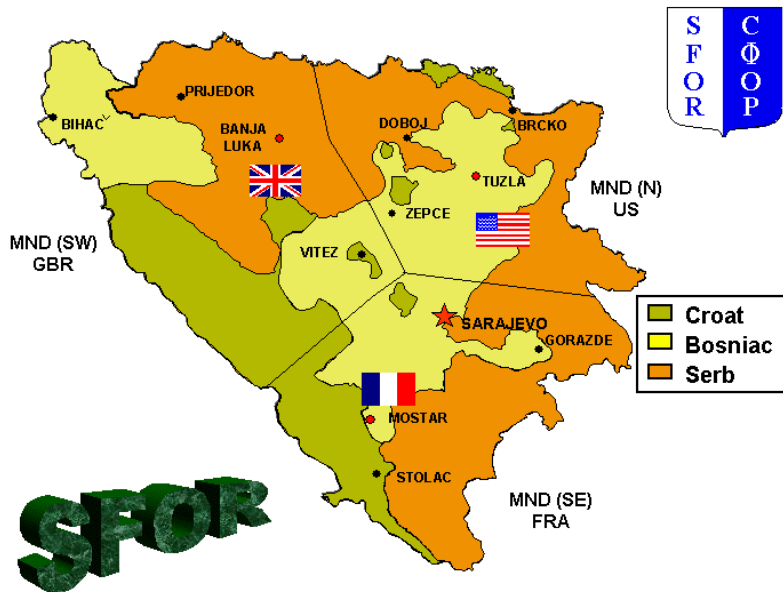 S
F
O
R
С
Ф
О
Р
PRIJEDOR
BIHAC
BANJA
LUKA
DOBOJ
BRCKO
TUZLA
MND (N)
US
ZEPCE
MND (SW)
GBR
VITEZ
SARAJEVO
GORAZDE
Croat
Bosniac
Serb
MOSTAR
STOLAC
MND (SE)
FRA
SFOR